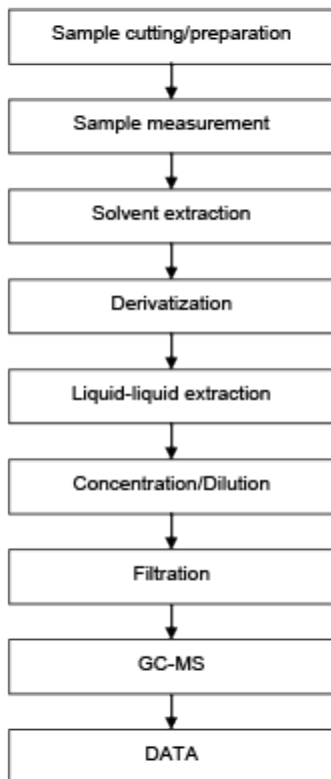 Sample cutting/preparation
Sample measurement
Solvent extraction
Derivatization
Liquid-liquid extraction
Concentration/Dilution
Filtration
GC-MS
DATA